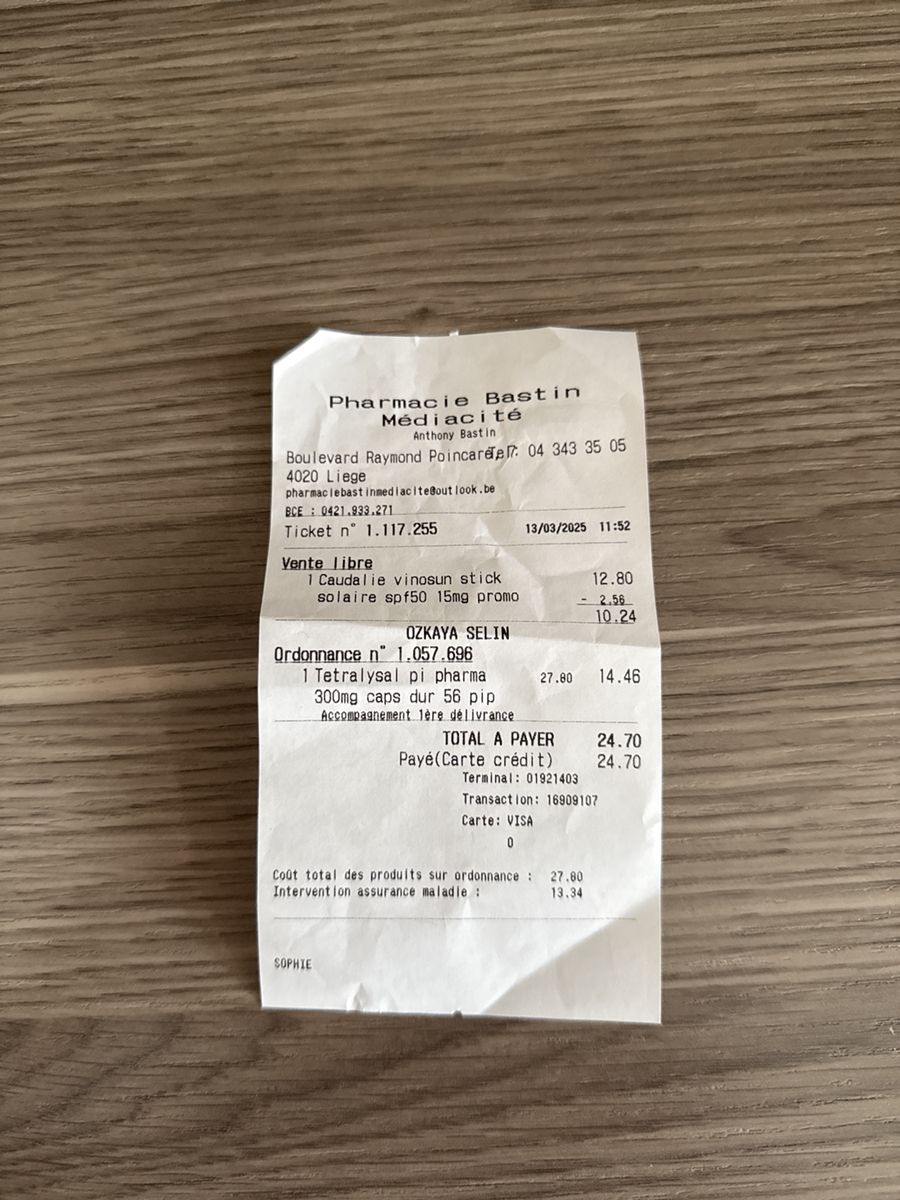 Pharmacie Bastin
Médiacité
Anthony Bastin
Boulevard Raymond Poincaré, 7 Tel: 04 343 35 05
4020 Liege
pharmaciebastinmediacite@outlook.be
BCE : 0421.933.271
Ticket n° 1.117.255 13/03/2025 11:52
Vente libre
1 Caudalie vinosun stick 12.80
solaire spf50 15mg promo - 2.56
10.24
OZKAYA SELIN
Ordonnance n° 1.057.696
1 Tetralysal pi pharma 27.80 14.46
300mg caps dur 56 pip
Accompagnement 1ère délivrance
TOTAL A PAYER 24.70
Payé(Carte crédit) 24.70
Terminal: 01921403
Transaction: 16909107
Carte: VISA
0
Coût total des produits sur ordonnance : 27.80
Intervention assurance maladie : 13.34
SOPHIE